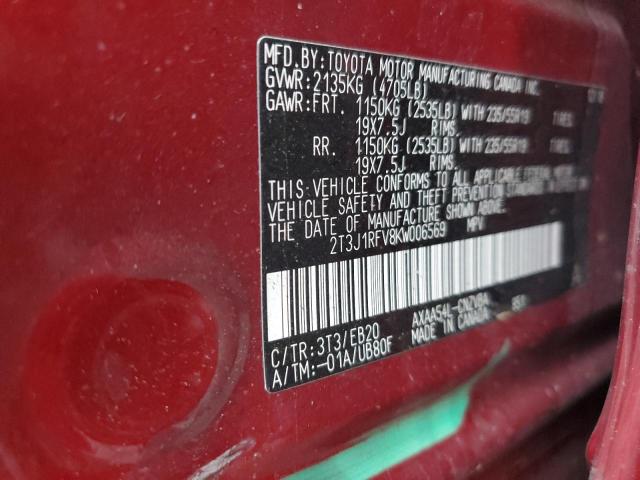 MFD. BY: TOYOTA MOTOR MANUFACTURING CANADA INC.
GVWR: 2135KG (4705LB)
GAWR: FRT. 1150KG (2535LB) WITH 235/55R19
19X7.5J RIMS,
RR. 1150KG (2535LB) WITH 235/55R19
19X7.5J RIMS,
THIS VEHICLE CONFORMS TO ALL APPLICABLE FEDERAL MOTOR
VEHICLE SAFETY AND THEFT PREVENTION STANDARDS IN EFFECT ON
THE DATE OF MANUFACTURE SHOWN ABOVE.
2T3J1RFV8KW006569 MPV
C/TR: 3T3/EB20 AXAA54L-
A/TM: -01A/UB80F MADE IN CANADA